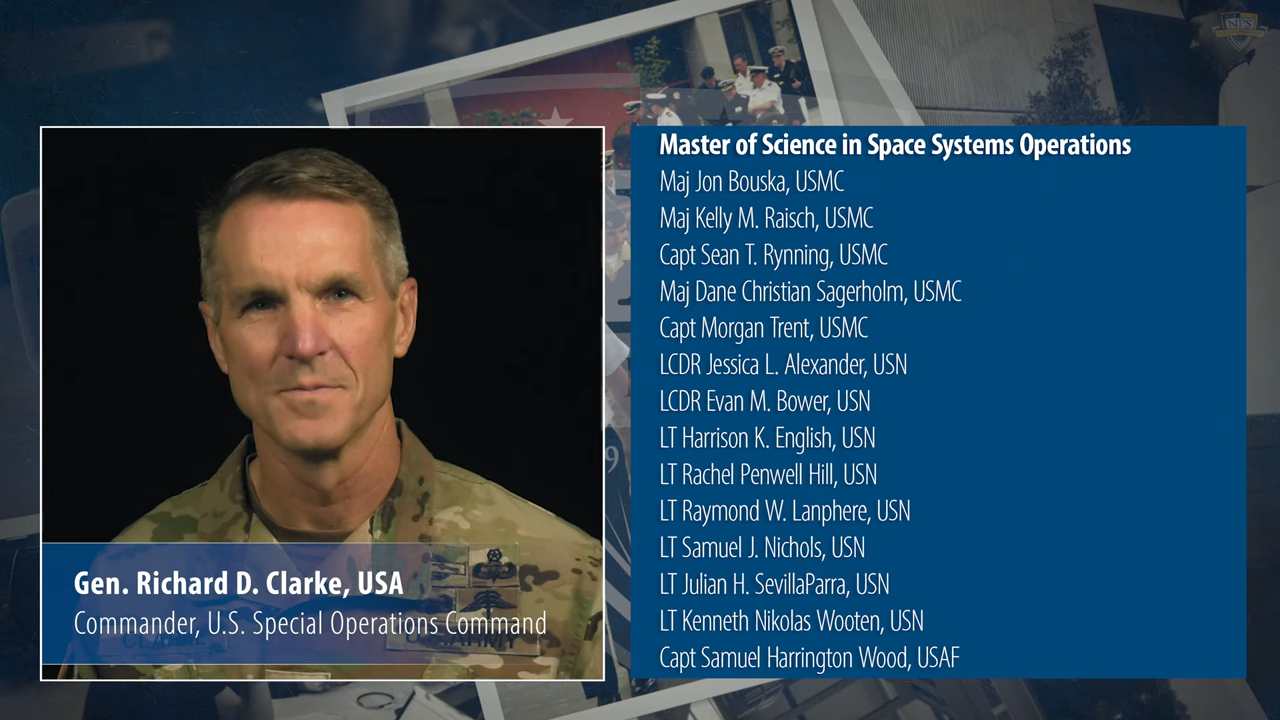 NPS
Gen. Richard D. Clarke, USA
Commander, U.S. Special Operations Command
Master of Science in Space Systems Operations
Maj Jon Bouska, USMC
Maj Kelly M. Raisch, USMC
Capt Sean T. Rynning, USMC
Maj Dane Christian Sagerholm, USMC
Capt Morgan Trent, USMC
LCDR Jessica L. Alexander, USN
LCDR Evan M. Bower, USN
LT Harrison K. English, USN
LT Rachel Penwell Hill, USN
LT Raymond W. Lanphere, USN
LT Samuel J. Nichols, USN
LT Julian H. SevillaParra, USN
LT Kenneth Nikolas Wooten, USN
Capt Samuel Harrington Wood, USAF